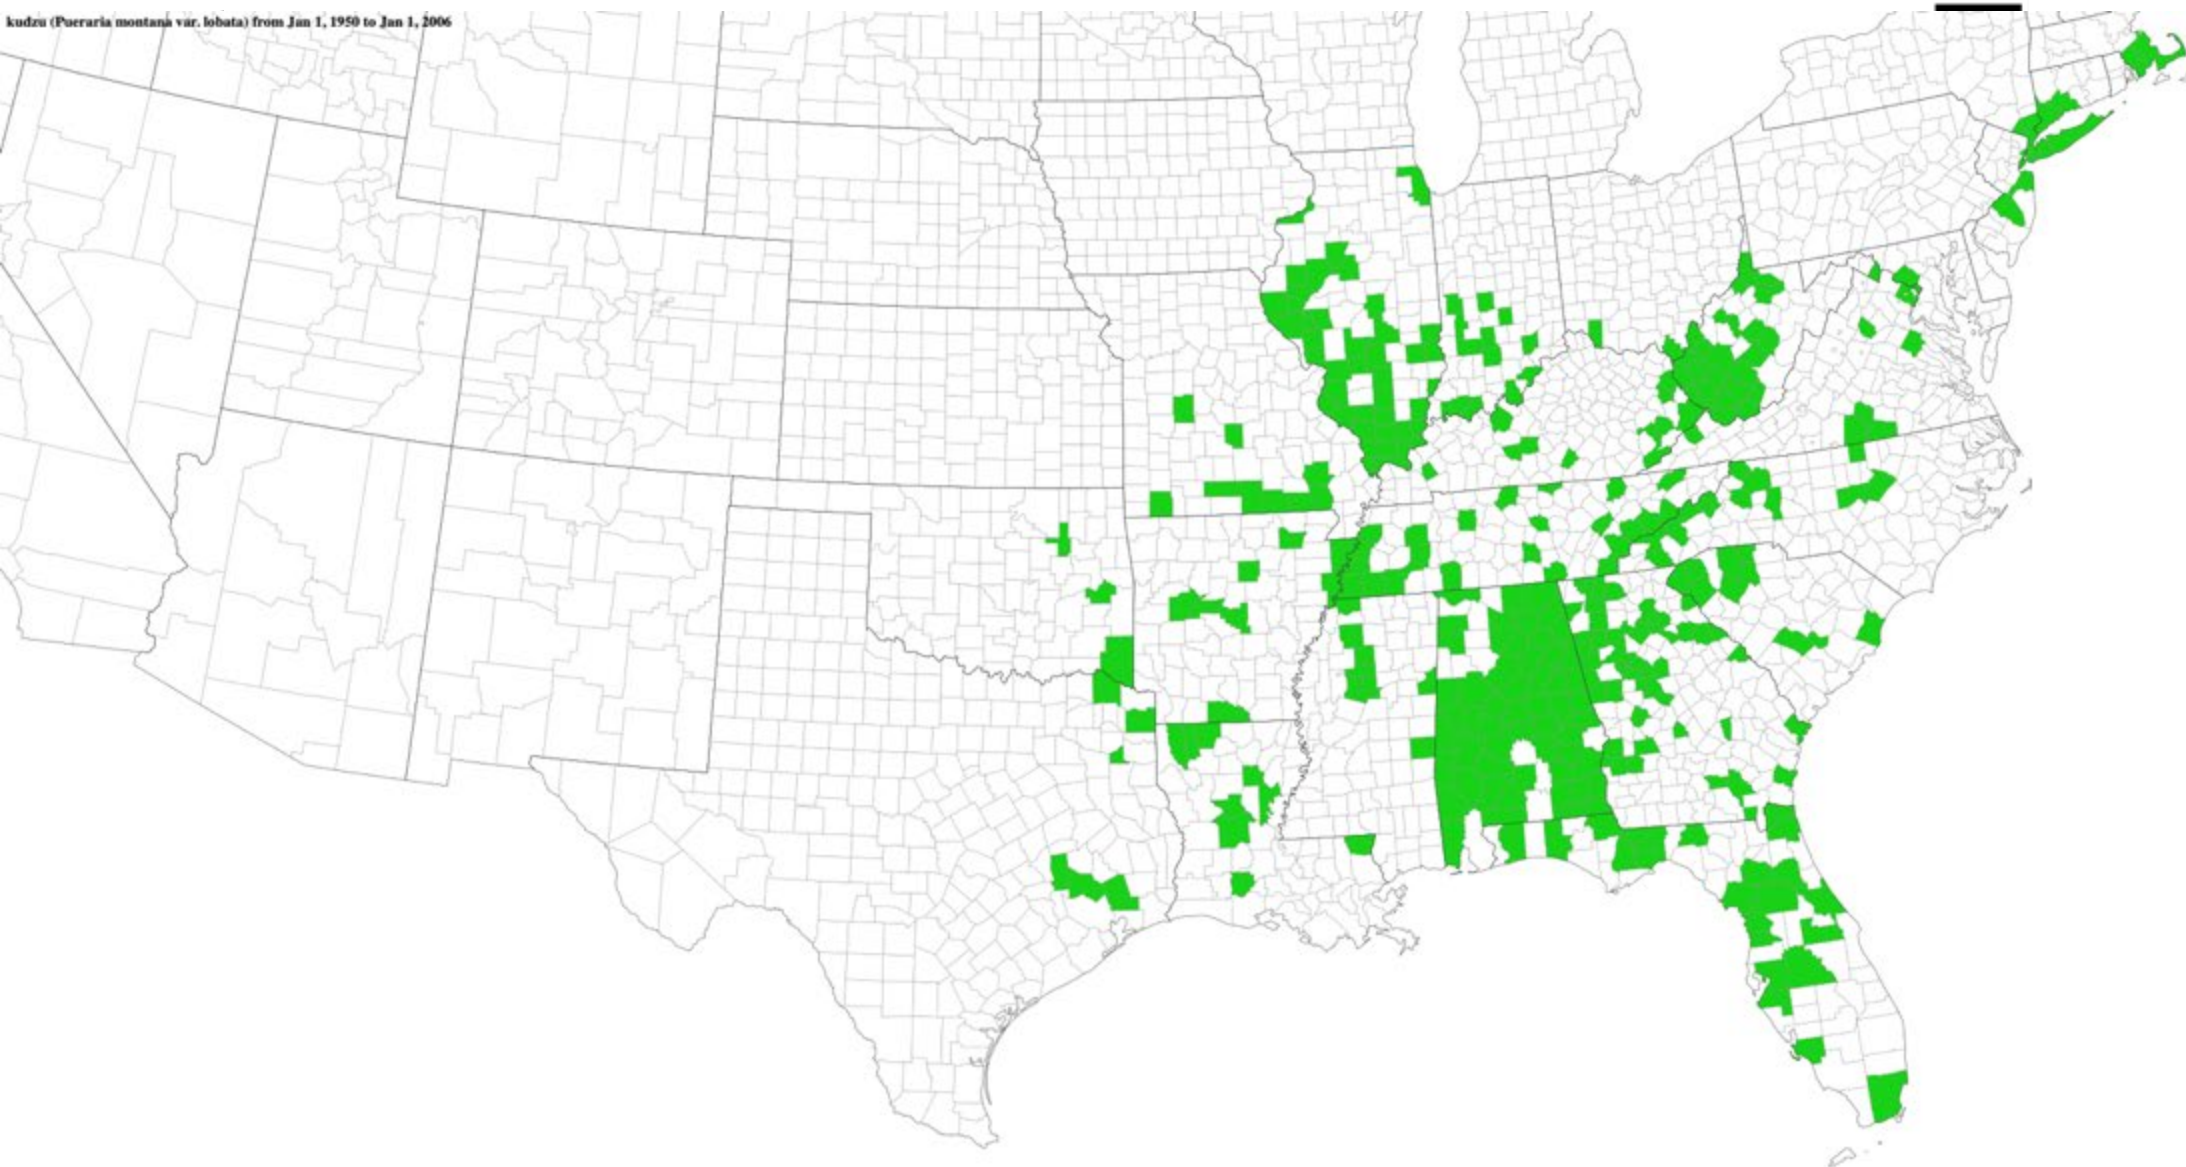 kudzu (Pueraria montana var. lobata) from Jan 1, 1950 to Jan 1, 2006